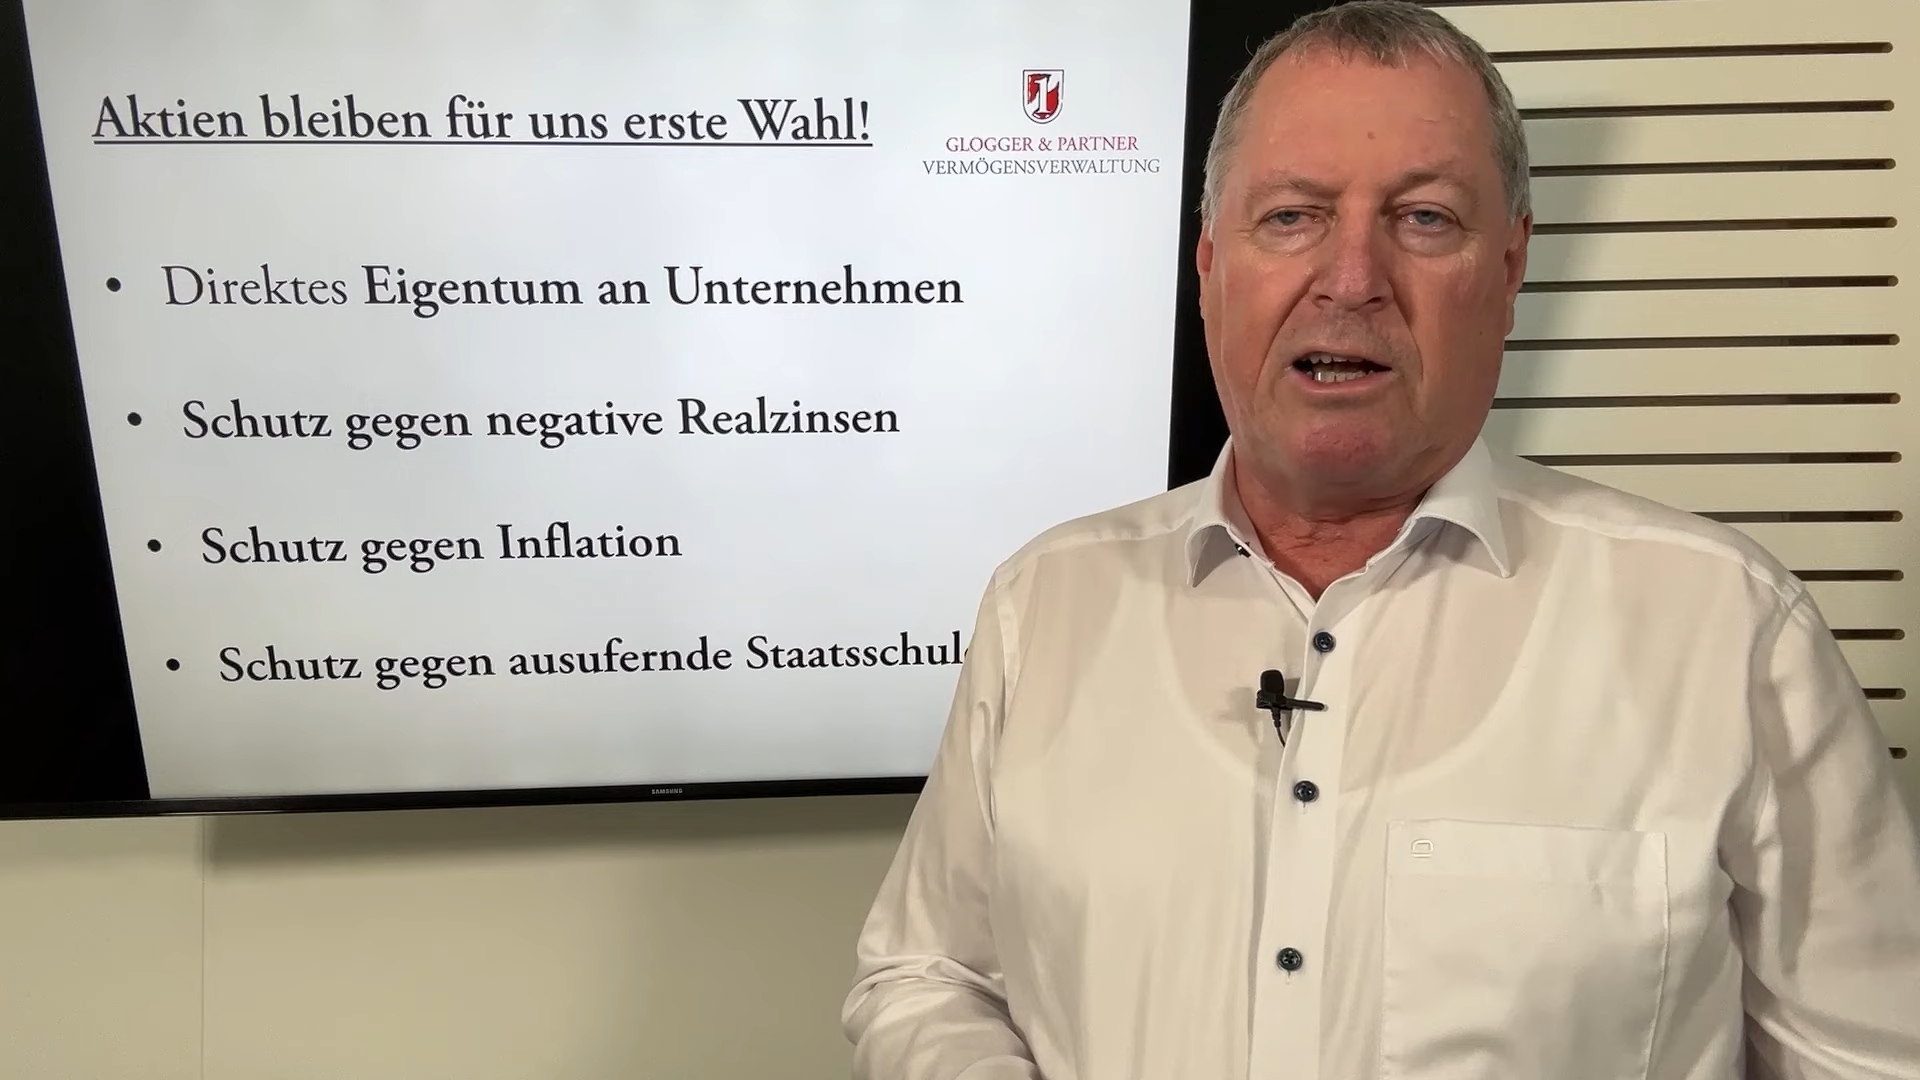 Aktien bleiben für uns erste Wahl!
GLOGGER & PARTNER
VERMÖGENSVERWALTUNG
• Direktes Eigentum an Unternehmen
• Schutz gegen negative Realzinsen
• Schutz gegen Inflation
• Schutz gegen ausufernde
SAMSUNG